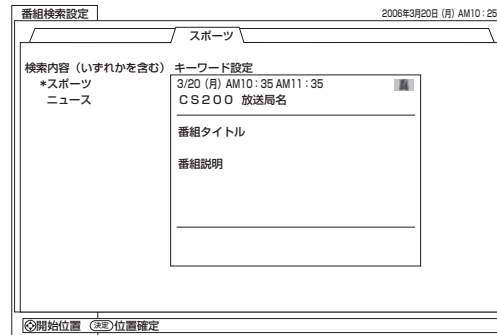 番組検索設定 2006年3月20日 (月) AM10:25
スポーツ
検索内容(いずれかを含む) キーワード設定
*スポーツ 3/20 (月) AM10:35 AM11:35
ニュース CS200 放送局名
番組タイトル
番組説明
開始位置 決定 位置確定